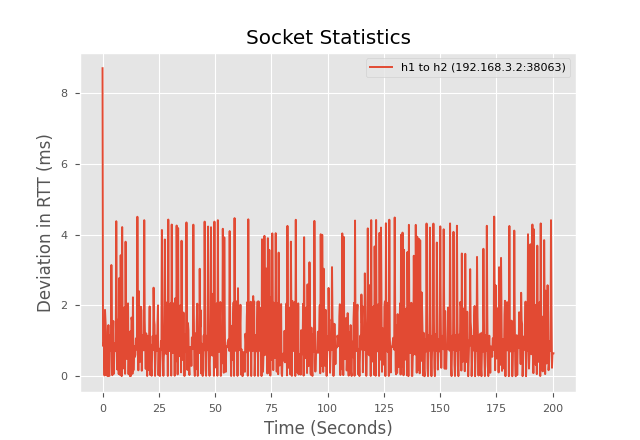 Socket Statistics
h1 to h2 (192.168.3.2:38063)
Deviation in RTT (ms)
8
6
4
2
0
0 25 50 75 100 125 150 175 200
Time (Seconds)